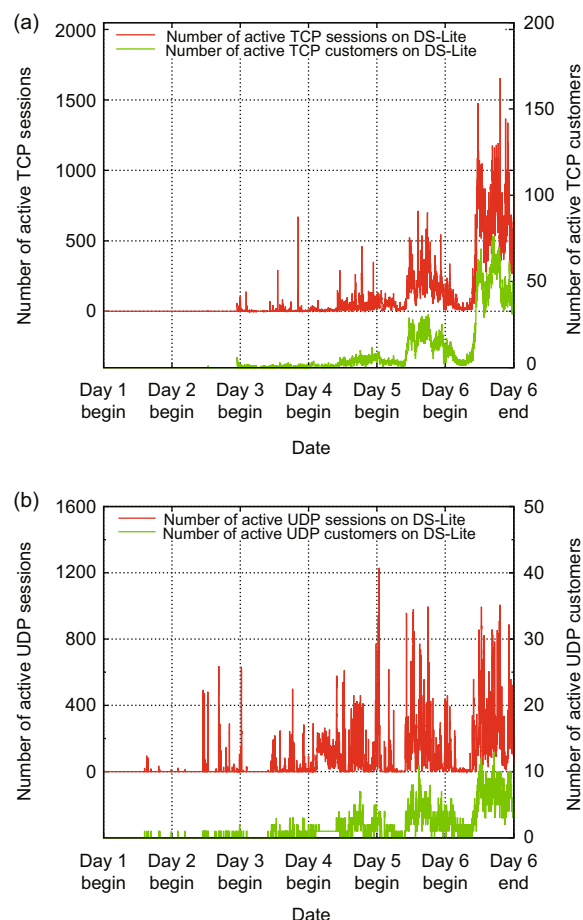 (a)
Number of active TCP sessions on DS-Lite
Number of active TCP customers on DS-Lite
Number of active TCP sessions
2000
1500
1000
500
0
200
150
100
50
0
Number of active TCP customers
Day 1 begin
Day 2 begin
Day 3 begin
Day 4 begin
Day 5 begin
Day 6 begin
Day 6 end
Date
(b)
Number of active UDP sessions on DS-Lite
Number of active UDP customers on DS-Lite
Number of active UDP sessions
1600
1200
800
400
0
50
40
30
20
10
0
Number of active UDP customers
Day 1 begin
Day 2 begin
Day 3 begin
Day 4 begin
Day 5 begin
Day 6 begin
Day 6 end
Date